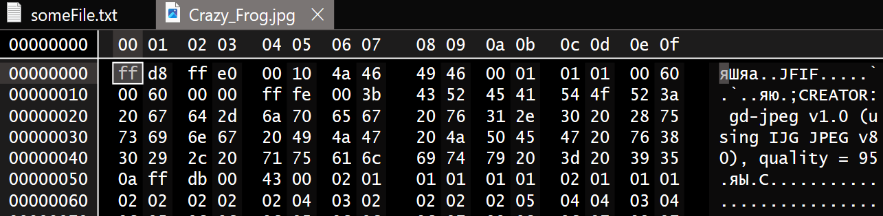 someFile.txt Crazy_Frog.jpg
00000000 00 01 02 03 04 05 06 07 08 09 0a 0b 0c 0d 0e 0f
00000000 ff d8 ff e0 00 10 4a 46 49 46 00 01 01 01 00 60 яШяа..JFIF.....`
00000010 00 60 00 00 ff fe 00 3b 43 52 45 41 54 4f 52 3a .`..яю.;CREATOR:
00000020 20 67 64 2d 6a 70 65 67 20 76 31 2e 30 20 28 75 gd-jpeg v1.0 (u
00000030 73 69 6e 67 20 49 4a 47 20 4a 50 45 47 20 76 38 sing IJG JPEG v8
00000040 30 29 2c 20 71 75 61 6c 69 74 79 20 3d 20 39 35 0), quality = 95
00000050 0a ff db 00 43 00 02 01 01 01 01 01 02 01 01 01 .яЫ.C...........
00000060 02 02 02 02 02 04 03 02 02 02 02 05 04 04 03 04 ................